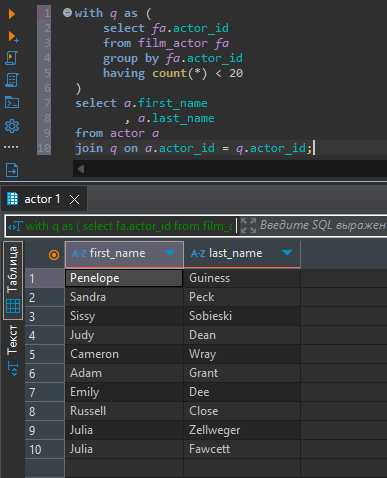 1 with q as (
2 select fa.actor_id
3 from film_actor fa
4 group by fa.actor_id
5 having count(*) < 20
6 )
7 select a.first_name
8 , a.last_name
9 from actor a
10 join q on a.actor_id = q.actor_id;
actor 1
with q as ( select fa.actor_id from film_a
Введите SQL выражен
Таблица
Текст
A-Z first_name A-Z last_name
1 Penelope Guiness
2 Sandra Peck
3 Sissy Sobieski
4 Judy Dean
5 Cameron Wray
6 Adam Grant
7 Emily Dee
8 Russell Close
9 Julia Zellweger
10 Julia Fawcett